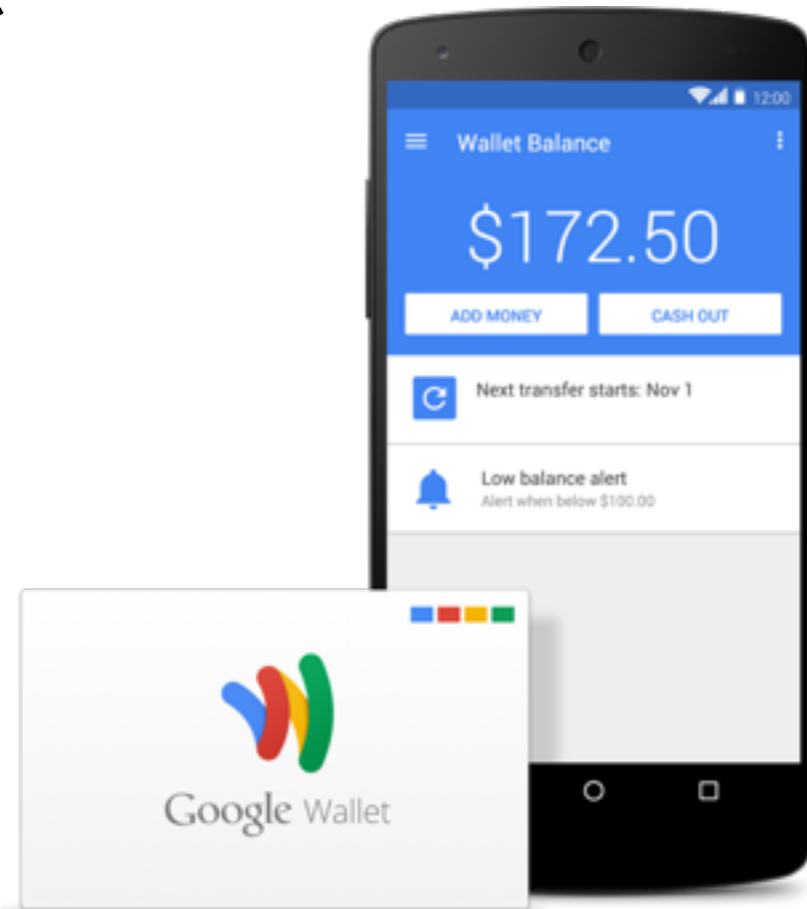 12:00
Wallet Balance
$172.50
ADD MONEY CASH OUT
Next transfer starts: Nov 1
Low balance alert
Alert when below $100.00
Google Wallet